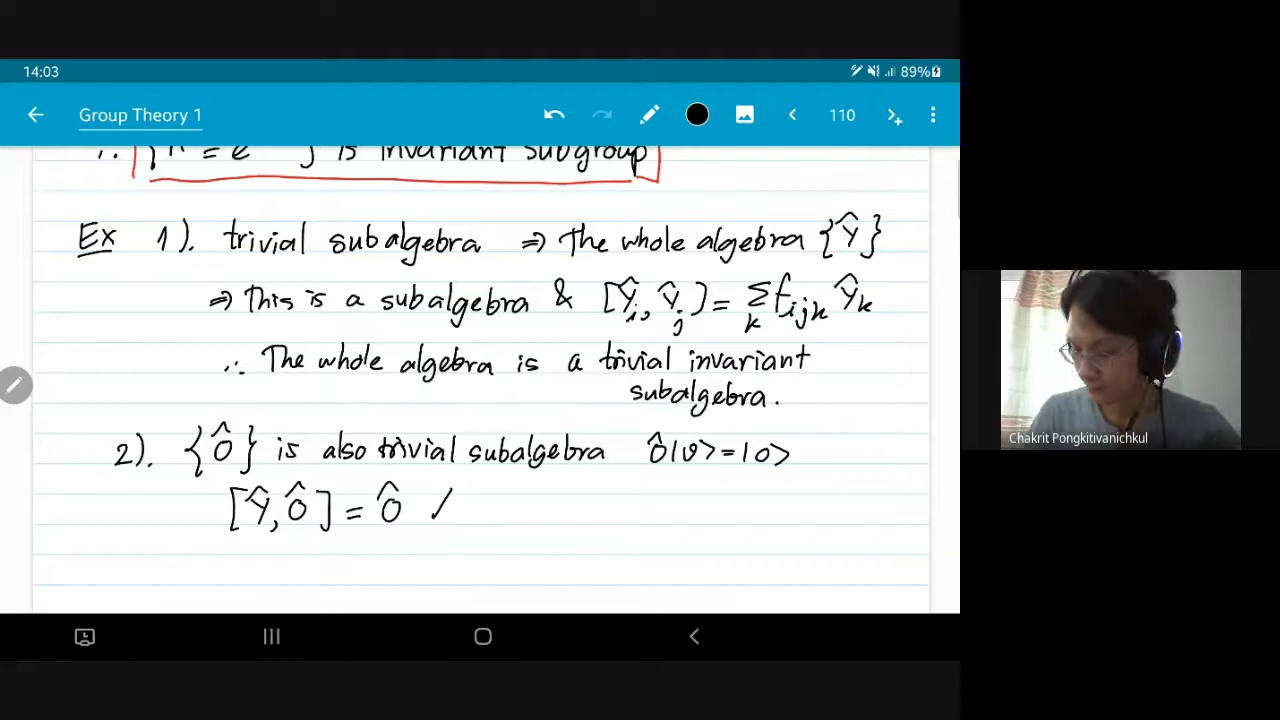 14:03
89%
Group Theory 1
110
∴ = e is invariant subgroup
Ex 1). trivial subalgebra ⇒ The whole algebra {Ŷ}
⇒ This is a subalgebra & [Ŷi, Ŷj] = Σk fijk Ŷk
∴ The whole algebra is a trivial invariant
subalgebra.
2). {Ô} is also trivial subalgebra Ô|v> = |0>
[Ŷ, Ô] = Ô ✓
Chakrit Pongkitivanichkul